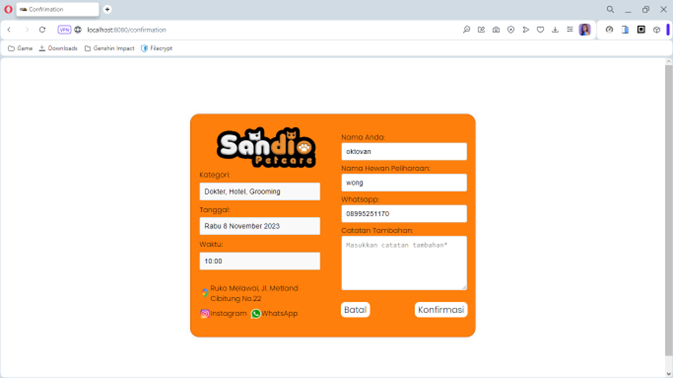 Confrimation
VPN
localhost:8080/confirmation
Game
Downloads
Genshin Impact
Filecrypt
Sandio
Petcare
Kategori:
Dokter, Hotel, Grooming
Tanggal:
Rabu 8 November 2023
Waktu:
10:00
Ruko Melawai, Jl. Metland
Cibitung No.22
Instagram
WhatsApp
Nama Anda:
oktovan
Nama Hewan Peliharaan:
wong
Whatsapp:
08995251170
Catatan Tambahan:
Masukkan catatan tambahan*
Batal
Konfirmasi